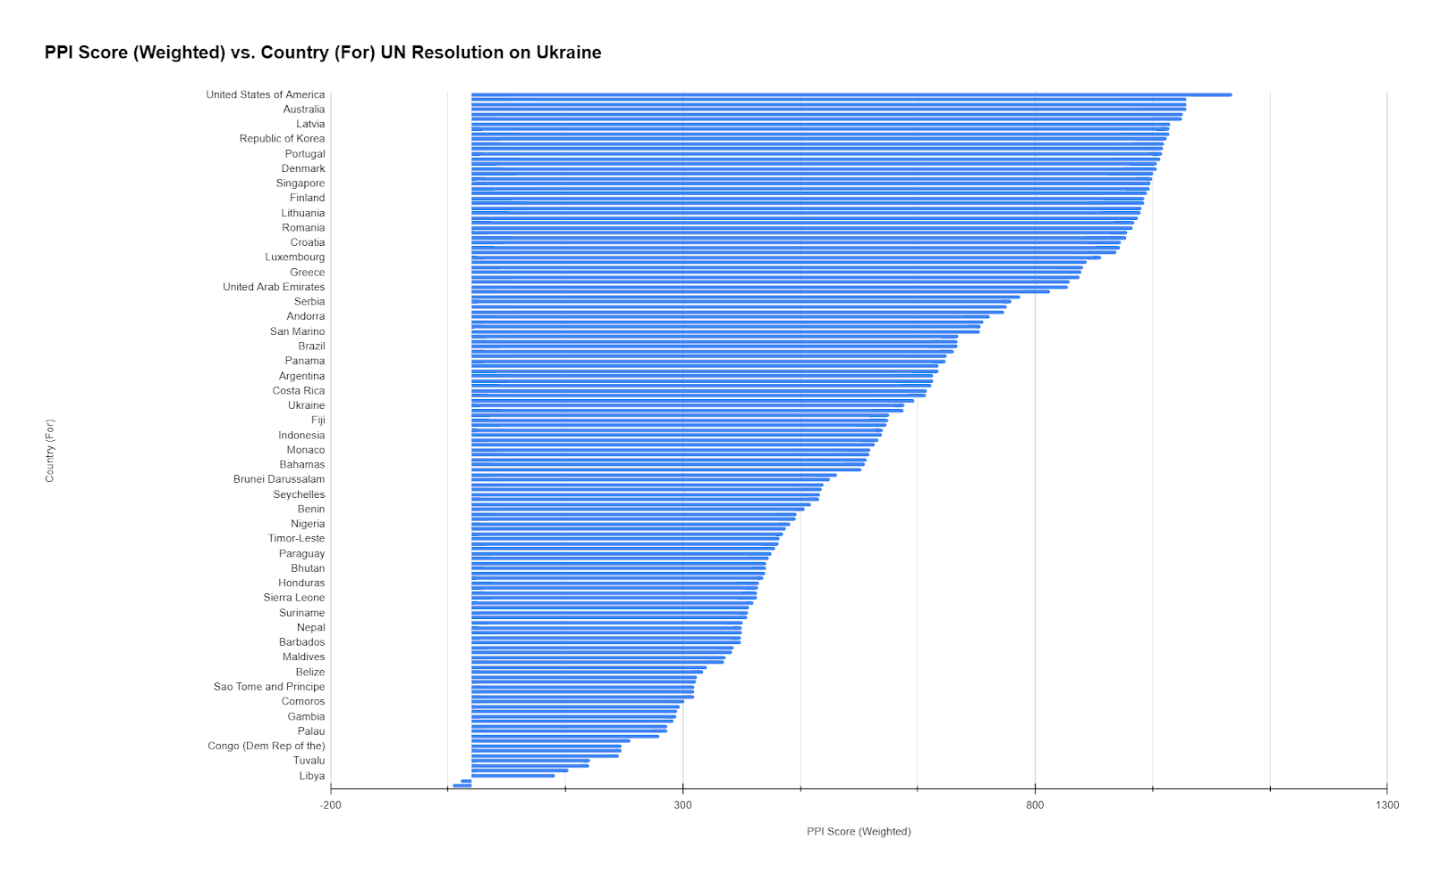 PPI Score (Weighted) vs. Country (For) UN Resolution on Ukraine
United States of America
Australia
Latvia
Republic of Korea
Portugal
Denmark
Singapore
Finland
Lithuania
Romania
Croatia
Luxembourg
Greece
United Arab Emirates
Serbia
Andorra
San Marino
Brazil
Panama
Argentina
Costa Rica
Ukraine
Fiji
Indonesia
Monaco
Bahamas
Brunei Darussalam
Seychelles
Benin
Nigeria
Timor-Leste
Paraguay
Bhutan
Honduras
Sierra Leone
Suriname
Nepal
Barbados
Maldives
Belize
Sao Tome and Principe
Comoros
Gambia
Palau
Congo (Dem Rep of the)
Tuvalu
Libya
Country (For)
-200 300 800 1300
PPI Score (Weighted)